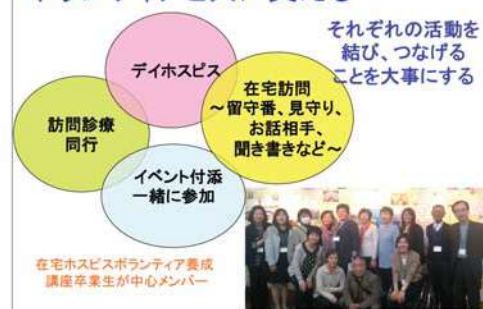 それぞれの活動を
結び、つなげる
ことを大事にする
デイホスピス
在宅訪問
～留守番、見守り、
お話相手、
聞き書きなど～
訪問診療
同行
イベント付添
一緒に参加
在宅ホスピスボランティア養成
講座卒業生が中心メンバー